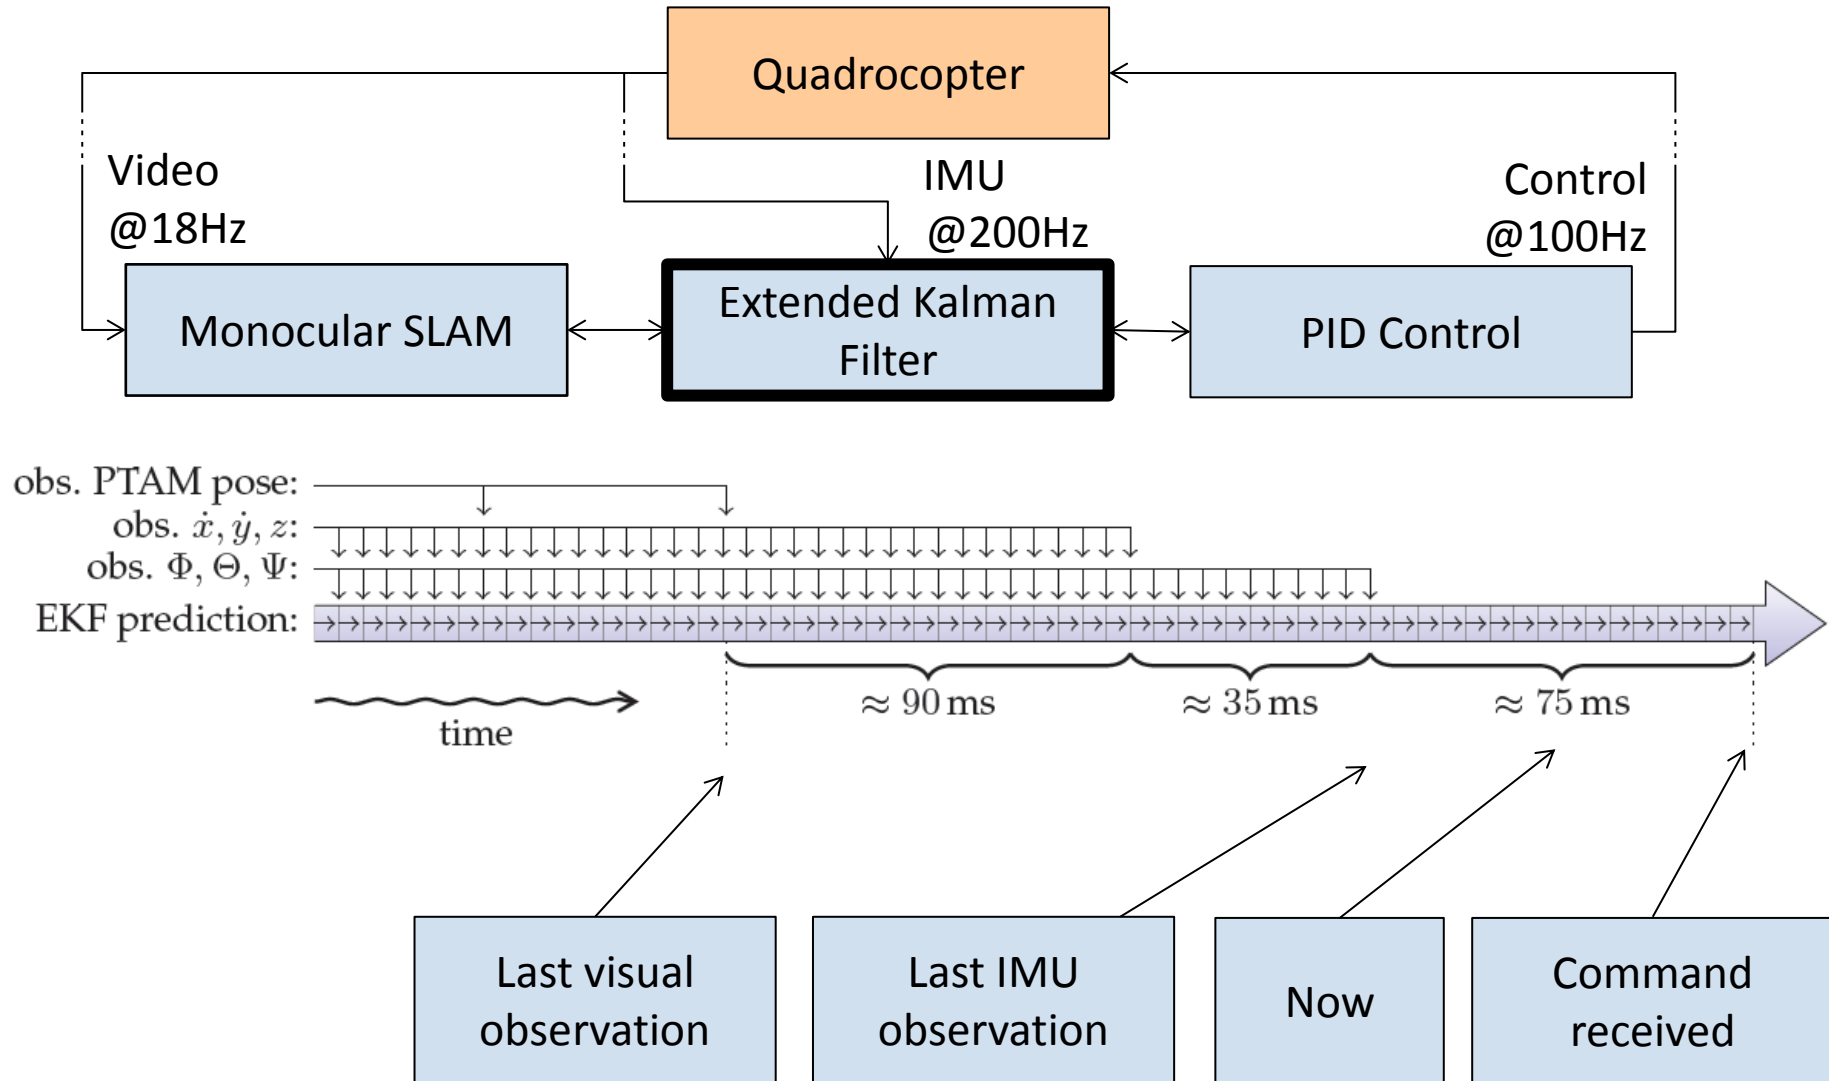 Quadrocopter
Video
@18Hz
IMU
@200Hz
Control
@100Hz
Monocular SLAM
Extended Kalman
Filter
PID Control
obs. PTAM pose:
obs. ẋ, ẏ, z:
obs. Φ, Θ, Ψ:
EKF prediction:
≈ 90 ms
≈ 35 ms
≈ 75 ms
time
Last visual
observation
Last IMU
observation
Now
Command
received